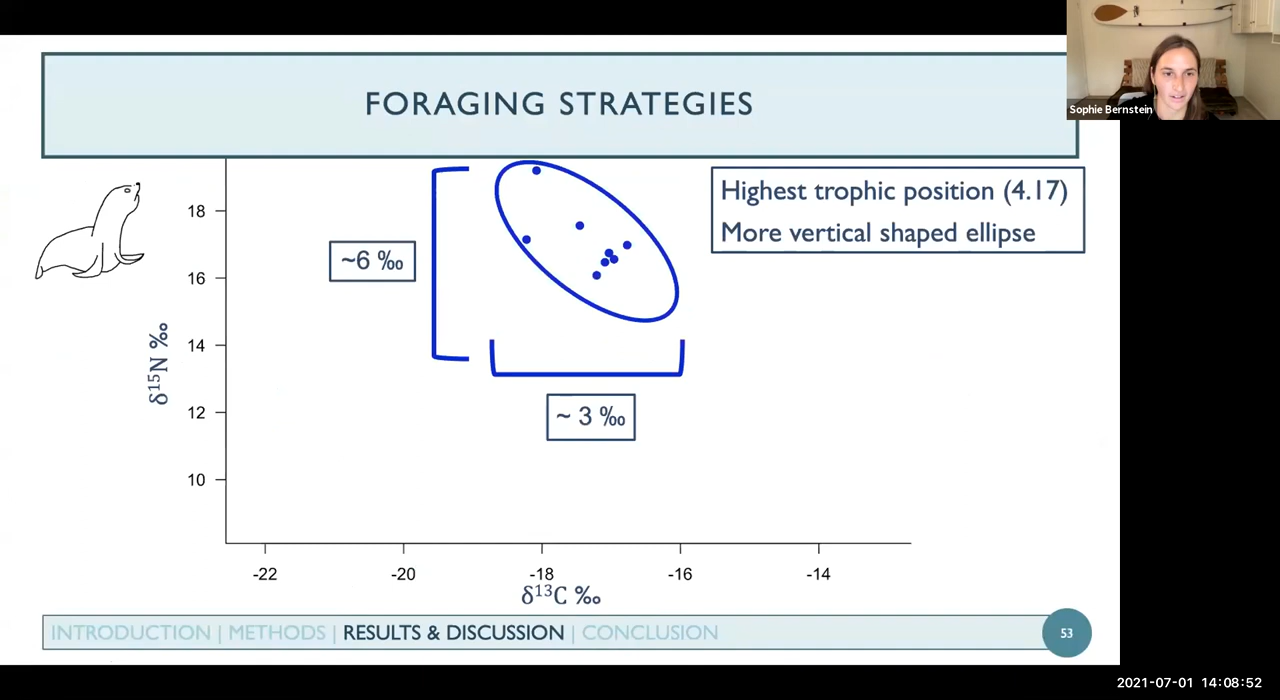 FORAGING STRATEGIES
Sophie Bernstein
Highest trophic position (4.17)
More vertical shaped ellipse
18
16
14
12
10
δ¹⁵N ‰
~6 ‰
~ 3 ‰
-22
-20
-18
-16
-14
δ¹³C ‰
INTRODUCTION | METHODS | RESULTS & DISCUSSION | CONCLUSION
53
2021-07-01 14:08:52